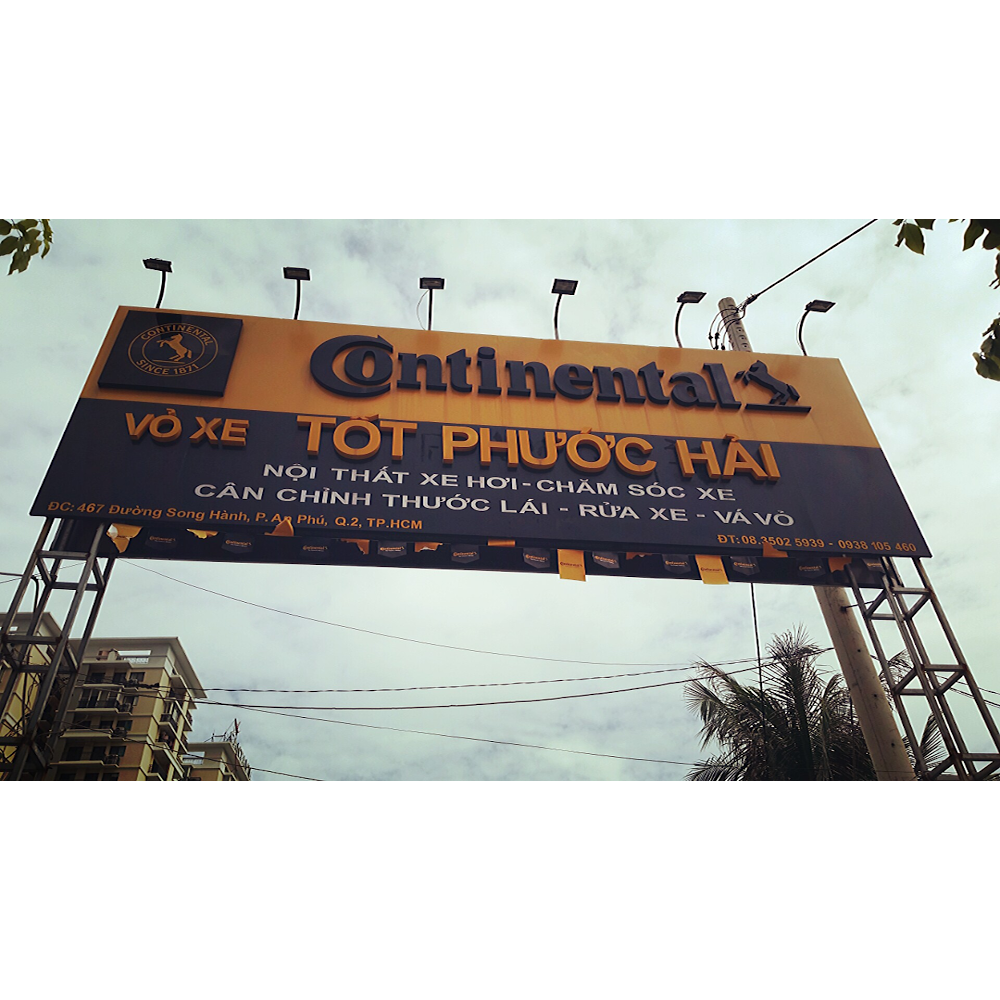 CONTINENTAL
SINCE 1871
Continental
VỎ XE TỐT PHƯỚC HẢI
NỘI THẤT XE HƠI - CHĂM SÓC XE
CÂN CHỈNH THƯỚC LÁI - RỬA XE - VÁ VỎ
ĐC: 467 Đường Song Hành, P. An Phú, Q.2, TP.HCM
ĐT: 08.3502 5939 - 0938 105 460